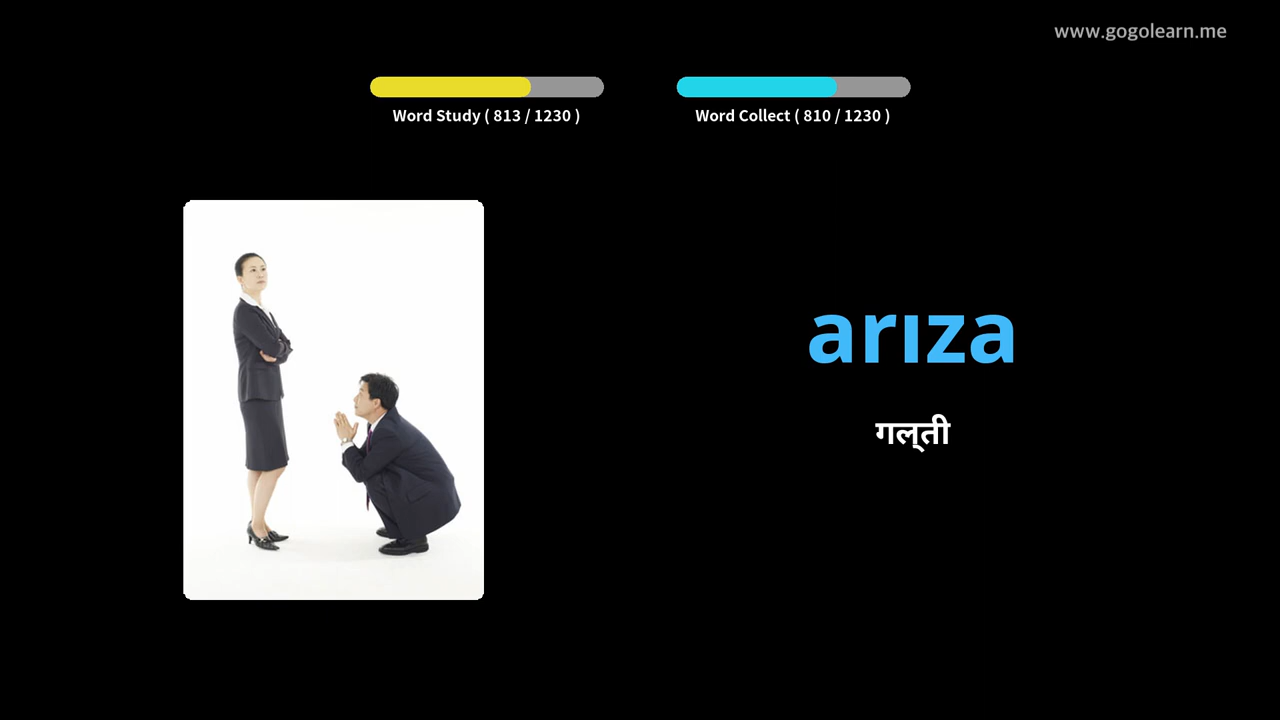 www.gogolearn.me
Word Study ( 813 / 1230 )
Word Collect ( 810 / 1230 )
arıza
गल्‌ती